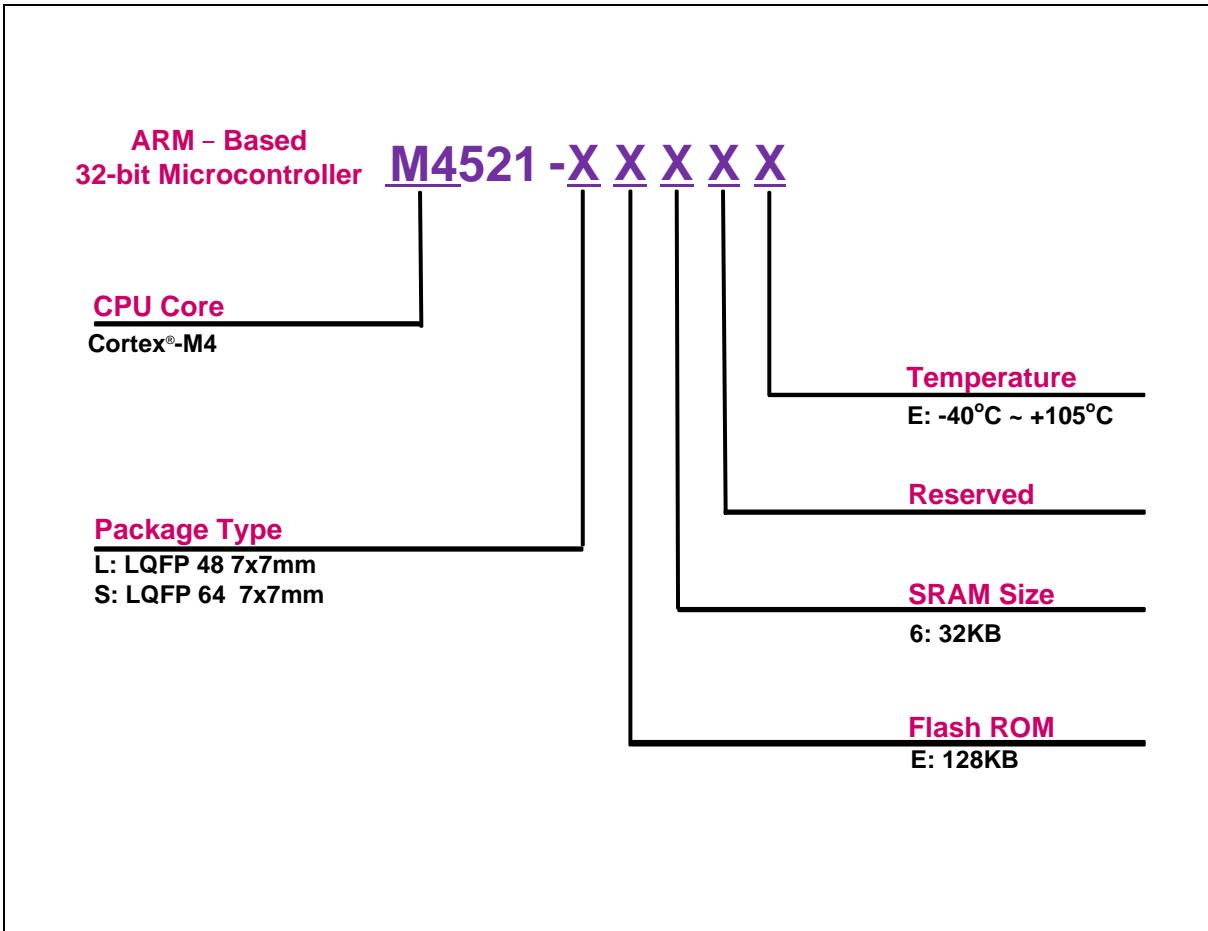 ARM – Based
32-bit Microcontroller
M4521 -X X X X X
CPU Core
Cortex®-M4
Temperature
E: -40°C ~ +105°C
Reserved
Package Type
L: LQFP 48 7x7mm
S: LQFP 64 7x7mm
SRAM Size
6: 32KB
Flash ROM
E: 128KB